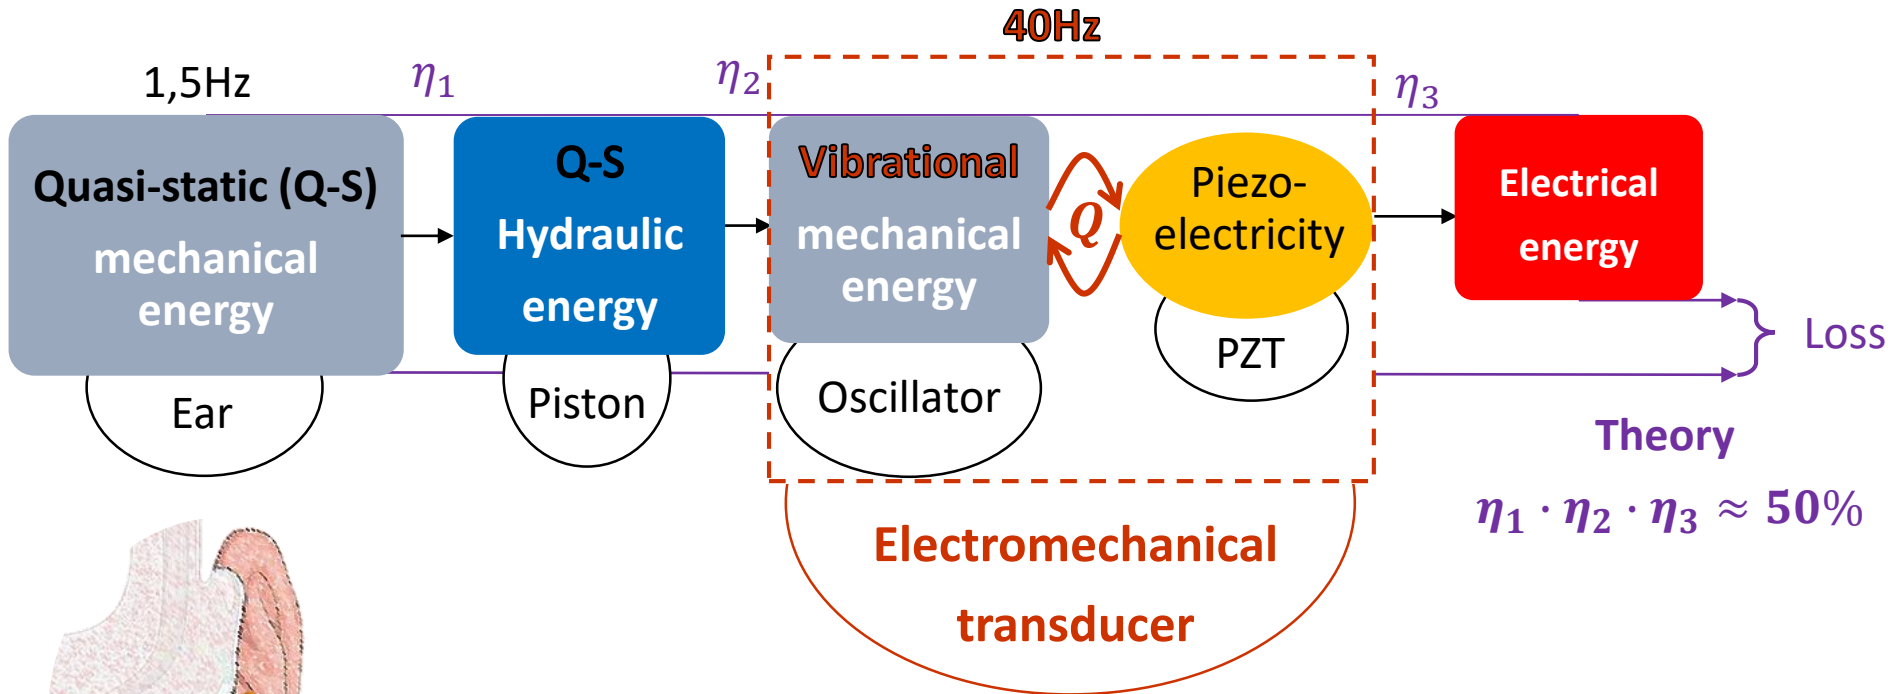 40Hz
1,5Hz
η₁
η₂
η₃
Quasi-static (Q-S)
mechanical
energy
Ear
Q-S
Hydraulic
energy
Piston
Vibrational
mechanical
energy
Oscillator
Q
Piezo-
electricity
PZT
Electrical
energy
Loss
Theory
η₁ · η₂ · η₃ ≈ 50%
Electromechanical
transducer